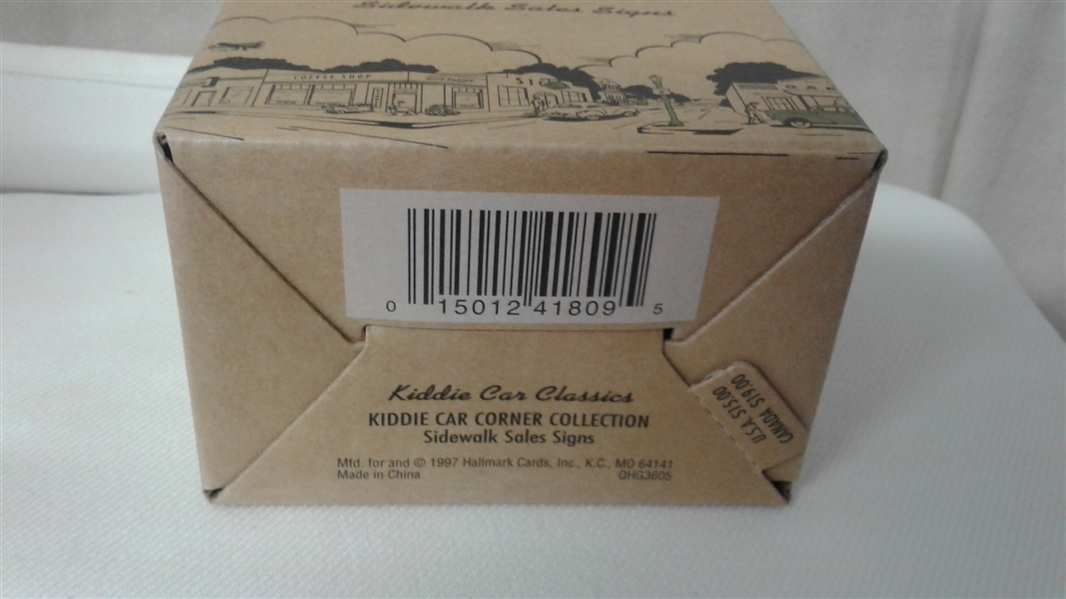 Sidewalk Sales Signs
COFFEE SHOP
0 15012 41809 5
Kiddie Car Classics
KIDDIE CAR CORNER COLLECTION
Sidewalk Sales Signs
Mfd. for and © 1997 Hallmark Cards, Inc., K.C., MO 64141
Made in China QHG3605
U.S.A. $15.00
CANADA $19.00